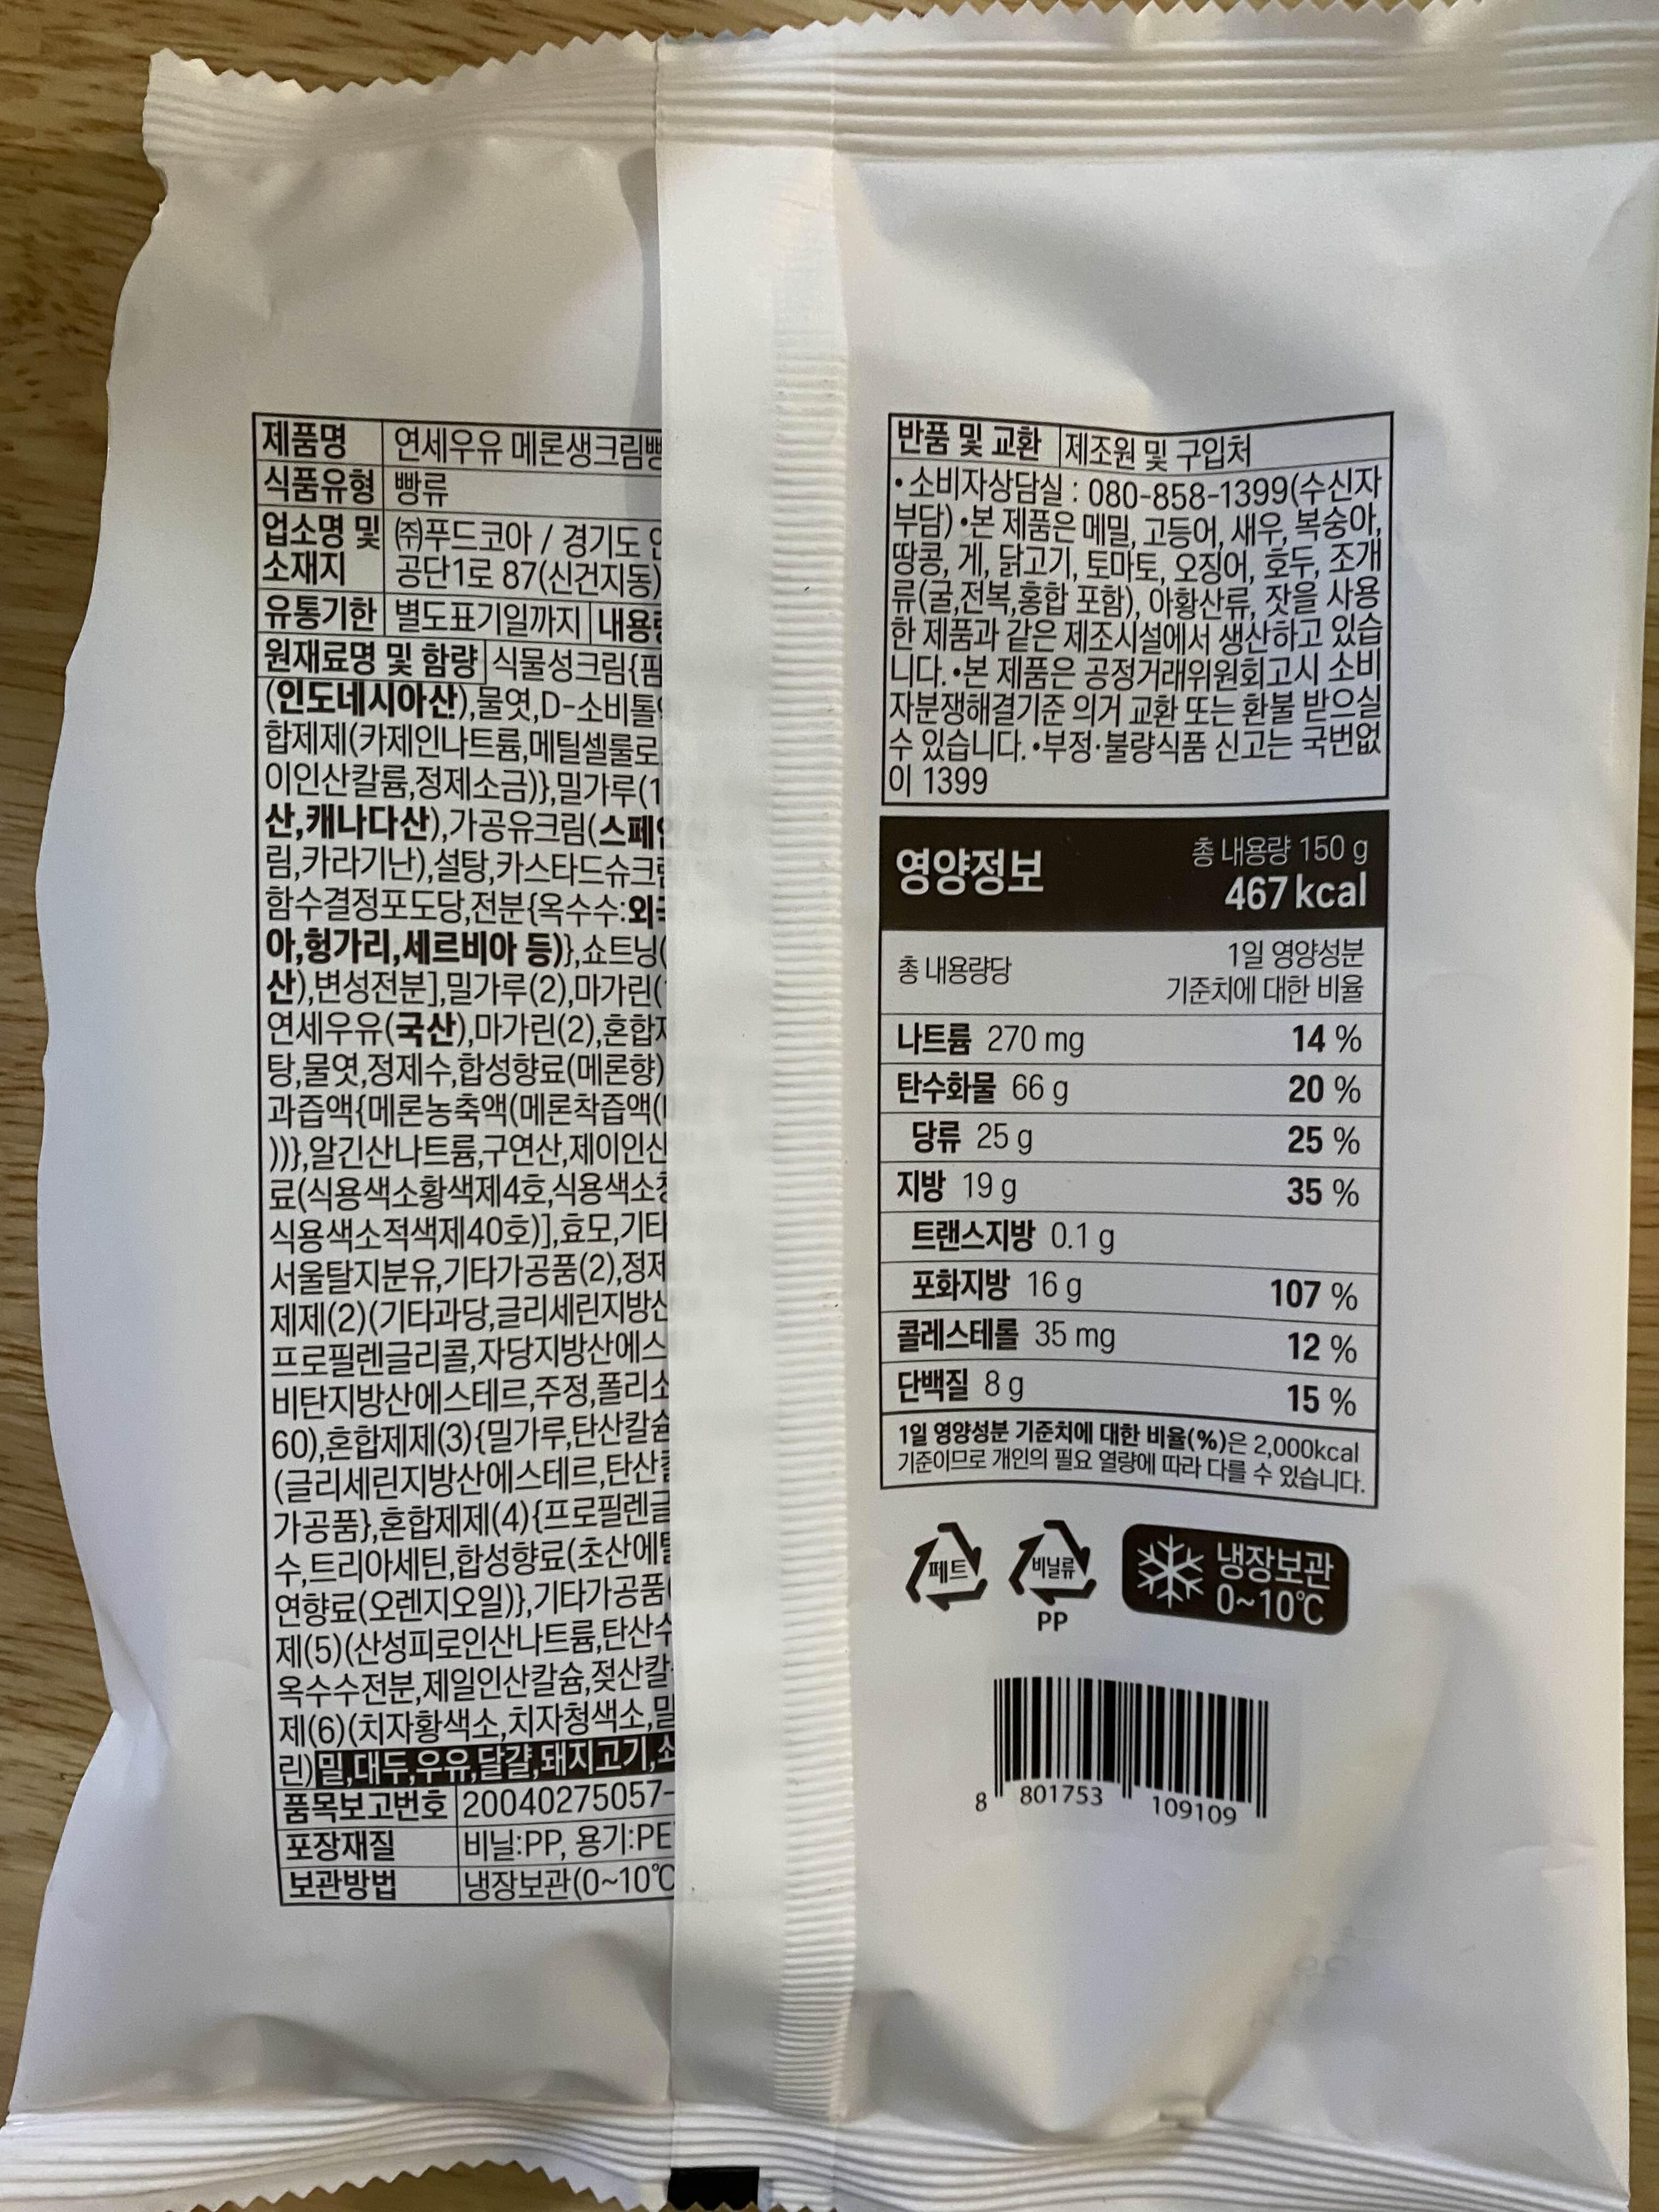 제품명 연세우유 메론생크림빵
식품유형 빵류
업소명 및 소재지 ㈜푸드코아 / 경기도
공단1로 87(신건지동)
유통기한 별도표기일까지 내용량
원재료명 및 함량 식물성크림{팜
(인도네시아산),물엿,D-소비톨
합제제(카제인나트륨,메틸셀룰로
이인산칼륨,정제소금)},밀가루(1
산,캐나다산),가공유크림(스페
림,카라기난),설탕,카스타드슈크
함수결정포도당,전분{옥수수:외
아,헝가리,세르비아 등)},쇼트닝(
산),변성전분],밀가루(2),마가린(
연세우유(국산),마가린(2),혼합
탕,물엿,정제수,합성향료(메론향)
과즙액{메론농축액(메론착즙액(
))},알긴산나트륨,구연산,제이인산
료(식용색소황색제4호,식용색소
식용색소적색제40호)],효모,기타
서울탈지분유,기타가공품(2),정제
제제(2)(기타과당,글리세린지방산
프로필렌글리콜,자당지방산에스
비탄지방산에스테르,주정,폴리소
60),혼합제제(3){밀가루,탄산칼슘
(글리세린지방산에스테르,탄산
가공품},혼합제제(4){프로필렌글
수,트리아세틴,합성향료(초산에틸
연향료(오렌지오일)},기타가공품
제(5)(산성피로인산나트륨,탄산수
옥수수전분,제일인산칼슘,젖산칼
제(6)(치자황색소,치자청색소,
린) 밀,대두,우유,달걀,돼지고기,
품목보고번호 20040275057-
포장재질 비닐:PP, 용기:PE
보관방법 냉장보관(0~10℃
반품 및 교환 제조원 및 구입처
•소비자상담실 : 080-858-1399(수신자
부담) •본 제품은 메밀, 고등어, 새우, 복숭아,
땅콩, 게, 닭고기, 토마토, 오징어, 호두, 조개
류(굴,전복,홍합 포함), 아황산류, 잣을 사용
한 제품과 같은 제조시설에서 생산하고 있습
니다. •본 제품은 공정거래위원회고시 소비
자분쟁해결기준 의거 교환 또는 환불 받으실
수 있습니다. •부정·불량식품 신고는 국번없
이 1399
영양정보 총 내용량 150 g
467 kcal
총 내용량당 1일 영양성분
기준치에 대한 비율
나트륨 270 mg 14 %
탄수화물 66 g 20 %
당류 25 g 25 %
지방 19 g 35 %
트랜스지방 0.1 g
포화지방 16 g 107 %
콜레스테롤 35 mg 12 %
단백질 8 g 15 %
1일 영양성분 기준치에 대한 비율(%)은 2,000kcal
기준이므로 개인의 필요 열량에 따라 다를 수 있습니다.
페트 비닐류 냉장보관
PP 0~10℃
8 801753 109109